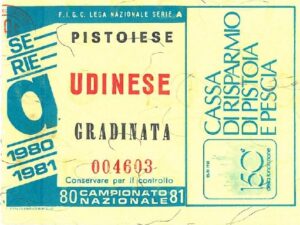 F.I.G.C. LEGA NAZIONALE SERIE A
SERIE
a
1980
1981
PISTOIESE
UDINESE
GRADINATA
004603
Conservare per il controllo
80 CAMPIONATO 81
NAZIONALE
CASSA
DI RISPARMIO
DI PISTOIA
E PESCIA
150°